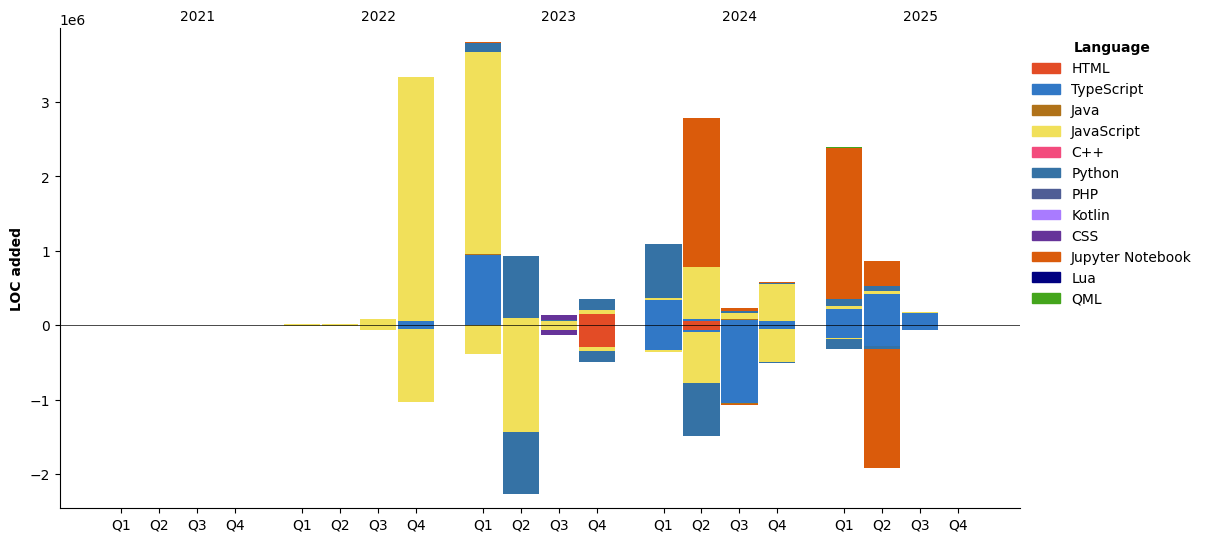 1e6
2021 2022 2023 2024 2025
LOC added
3
2
1
0
−1
−2
Q1 Q2 Q3 Q4 Q1 Q2 Q3 Q4 Q1 Q2 Q3 Q4 Q1 Q2 Q3 Q4 Q1 Q2 Q3 Q4
Language
HTML
TypeScript
Java
JavaScript
C++
Python
PHP
Kotlin
CSS
Jupyter Notebook
Lua
QML